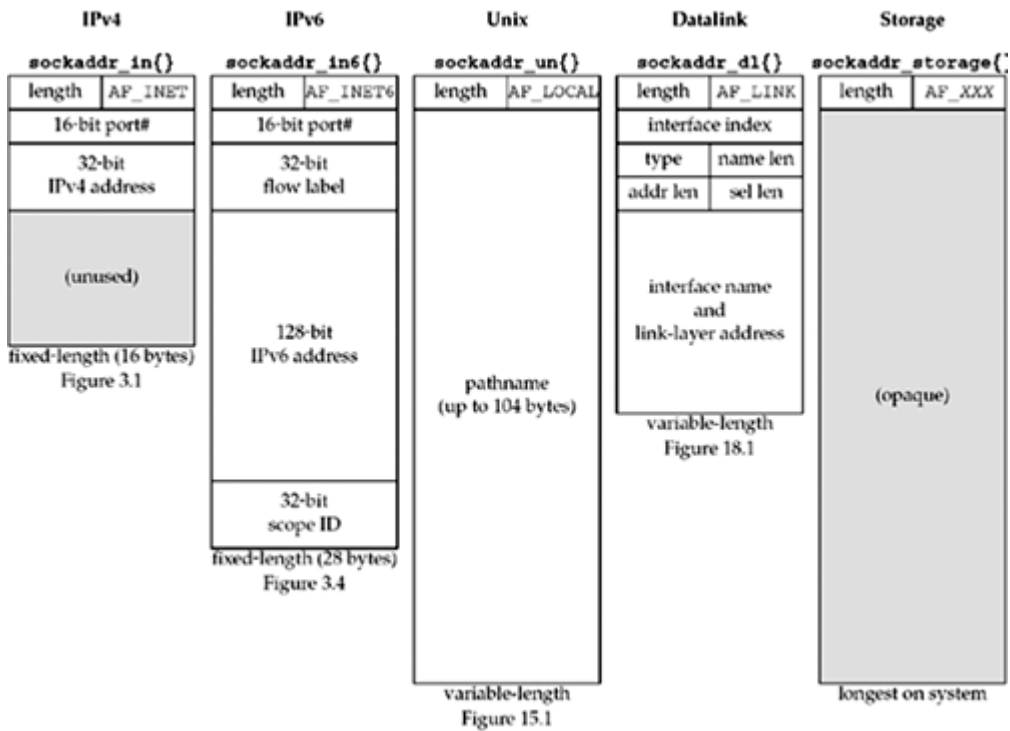 IPv4
sockaddr_in{}
length AF_INET
16-bit port#
32-bit
IPv4 address
(unused)
fixed-length (16 bytes)
Figure 3.1
IPv6
sockaddr_in6{}
length AF_INET6
16-bit port#
32-bit
flow label
128-bit
IPv6 address
32-bit
scope ID
fixed-length (28 bytes)
Figure 3.4
Unix
sockaddr_un{}
length AF_LOCAL
pathname
(up to 104 bytes)
variable-length
Figure 15.1
Datalink
sockaddr_dl{}
length AF_LINK
interface index
type name len
addr len sel len
interface name
and
link-layer address
variable-length
Figure 18.1
Storage
sockaddr_storage{}
length AF_XXX
(opaque)
longest on system